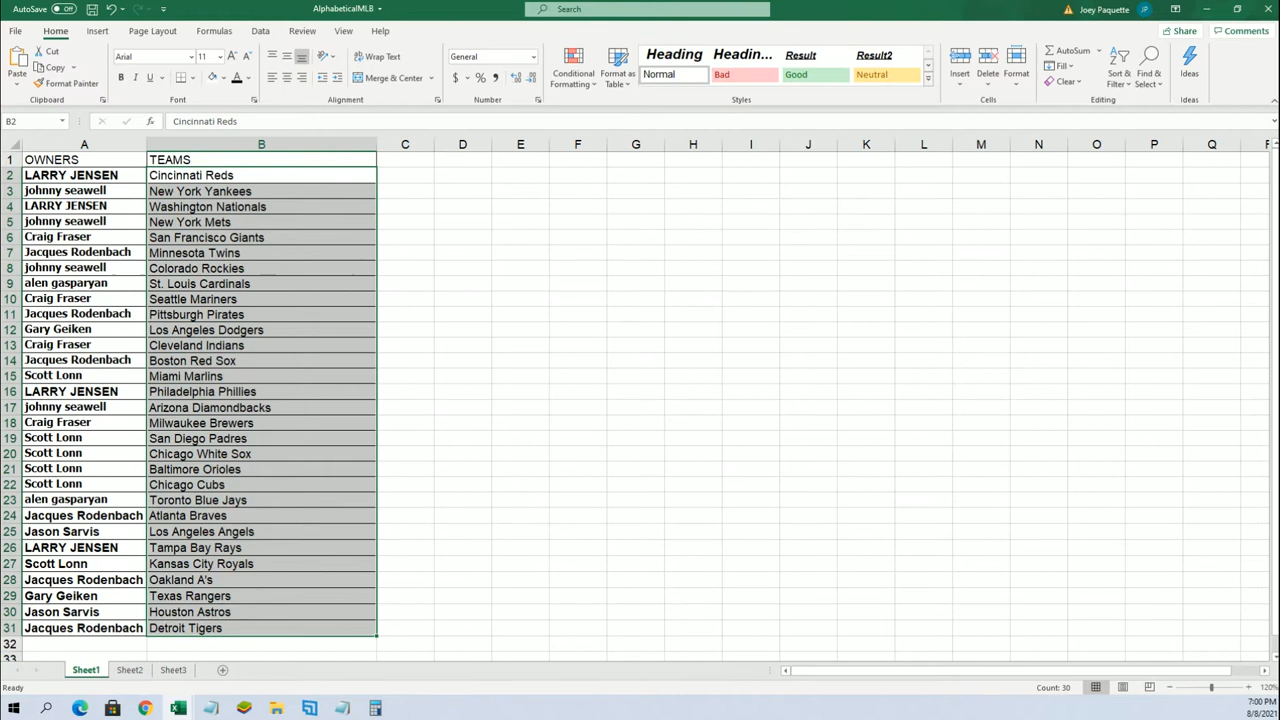 AutoSave Off AlphabeticalMLB Search Joey Paquette JP
File Home Insert Page Layout Formulas Data Review View Help Share Comments
Paste Cut Copy Format Painter Clipboard
Arial 11 B I U A Font
Wrap Text Merge & Center Alignment
General $ % Number
Conditional Formatting Format as Table
Heading Headin... Result Result2
Normal Bad Good Neutral
Styles
Insert Delete Format Cells
AutoSum Fill Clear Sort & Filter Find & Select Editing
Ideas Ideas
B2 fx Cincinnati Reds
A B C D E F G H I J K L M N O P Q
1 OWNERS TEAMS
2 LARRY JENSEN Cincinnati Reds
3 johnny seawell New York Yankees
4 LARRY JENSEN Washington Nationals
5 johnny seawell New York Mets
6 Craig Fraser San Francisco Giants
7 Jacques Rodenbach Minnesota Twins
8 johnny seawell Colorado Rockies
9 alen gasparyan St. Louis Cardinals
10 Craig Fraser Seattle Mariners
11 Jacques Rodenbach Pittsburgh Pirates
12 Gary Geiken Los Angeles Dodgers
13 Craig Fraser Cleveland Indians
14 Jacques Rodenbach Boston Red Sox
15 Scott Lonn Miami Marlins
16 LARRY JENSEN Philadelphia Phillies
17 johnny seawell Arizona Diamondbacks
18 Craig Fraser Milwaukee Brewers
19 Scott Lonn San Diego Padres
20 Scott Lonn Chicago White Sox
21 Scott Lonn Baltimore Orioles
22 Scott Lonn Chicago Cubs
23 alen gasparyan Toronto Blue Jays
24 Jacques Rodenbach Atlanta Braves
25 Jason Sarvis Los Angeles Angels
26 LARRY JENSEN Tampa Bay Rays
27 Scott Lonn Kansas City Royals
28 Jacques Rodenbach Oakland A's
29 Gary Geiken Texas Rangers
30 Jason Sarvis Houston Astros
31 Jacques Rodenbach Detroit Tigers
32
33
Sheet1 Sheet2 Sheet3
Ready Count: 30 120%
7:00 PM
8/8/2021